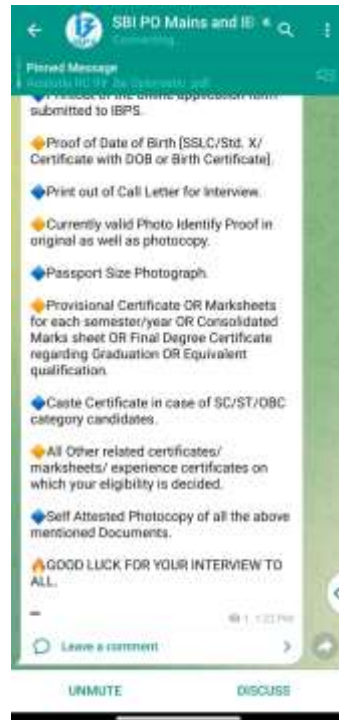 SBI PO Mains and IB
Connecting...
Pinned Message
submitted to IBPS.
Proof of Date of Birth [SSLC/Std. X/
Certificate with DOB or Birth Certificate].
Print out of Call Letter for Interview.
Currently valid Photo Identify Proof in
original as well as photocopy.
Passport Size Photograph.
Provisional Certificate OR Marksheets
for each semester/year OR Consolidated
Marks sheet OR Final Degree Certificate
regarding Graduation OR Equivalent
qualification.
Caste Certificate in case of SC/ST/OBC
category candidates.
All Other related certificates/
marksheets/ experience certificates on
which your eligibility is decided.
Self Attested Photocopy of all the above
mentioned Documents.
GOOD LUCK FOR YOUR INTERVIEW TO
ALL.
Leave a comment
UNMUTE
DISCUSS